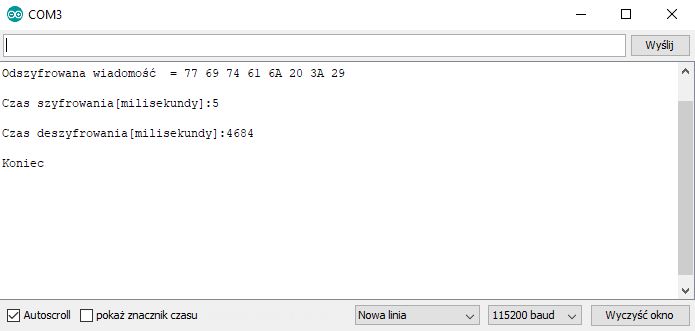 COM3
Wyślij
Odszyfrowana wiadomość = 77 69 74 61 6A 20 3A 29
Czas szyfrowania[milisekundy]:5
Czas deszyfrowania[milisekundy]:4684
Koniec
Autoscroll pokaż znacznik czasu Nowa linia 115200 baud Wyczyść okno